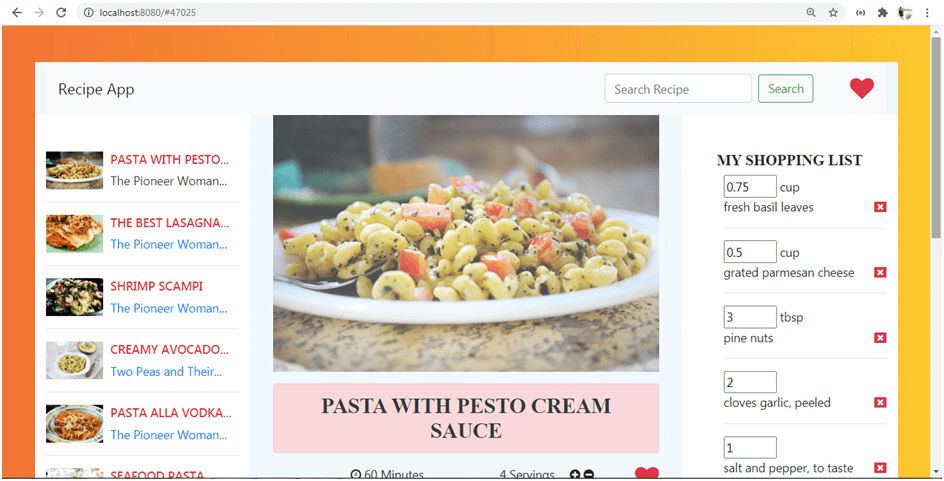 localhost:8080/#47025
Recipe App
Search Recipe
Search
PASTA WITH PESTO...
The Pioneer Woman...
THE BEST LASAGNA...
The Pioneer Woman...
SHRIMP SCAMPI
The Pioneer Woman...
CREAMY AVOCADO...
Two Peas and Their...
PASTA ALLA VODKA...
The Pioneer Woman...
SEAFOOD PASTA
PASTA WITH PESTO CREAM
SAUCE
60 Minutes
4 Servings
MY SHOPPING LIST
0.75 cup
fresh basil leaves
0.5 cup
grated parmesan cheese
3 tbsp
pine nuts
2
cloves garlic, peeled
1
salt and pepper, to taste